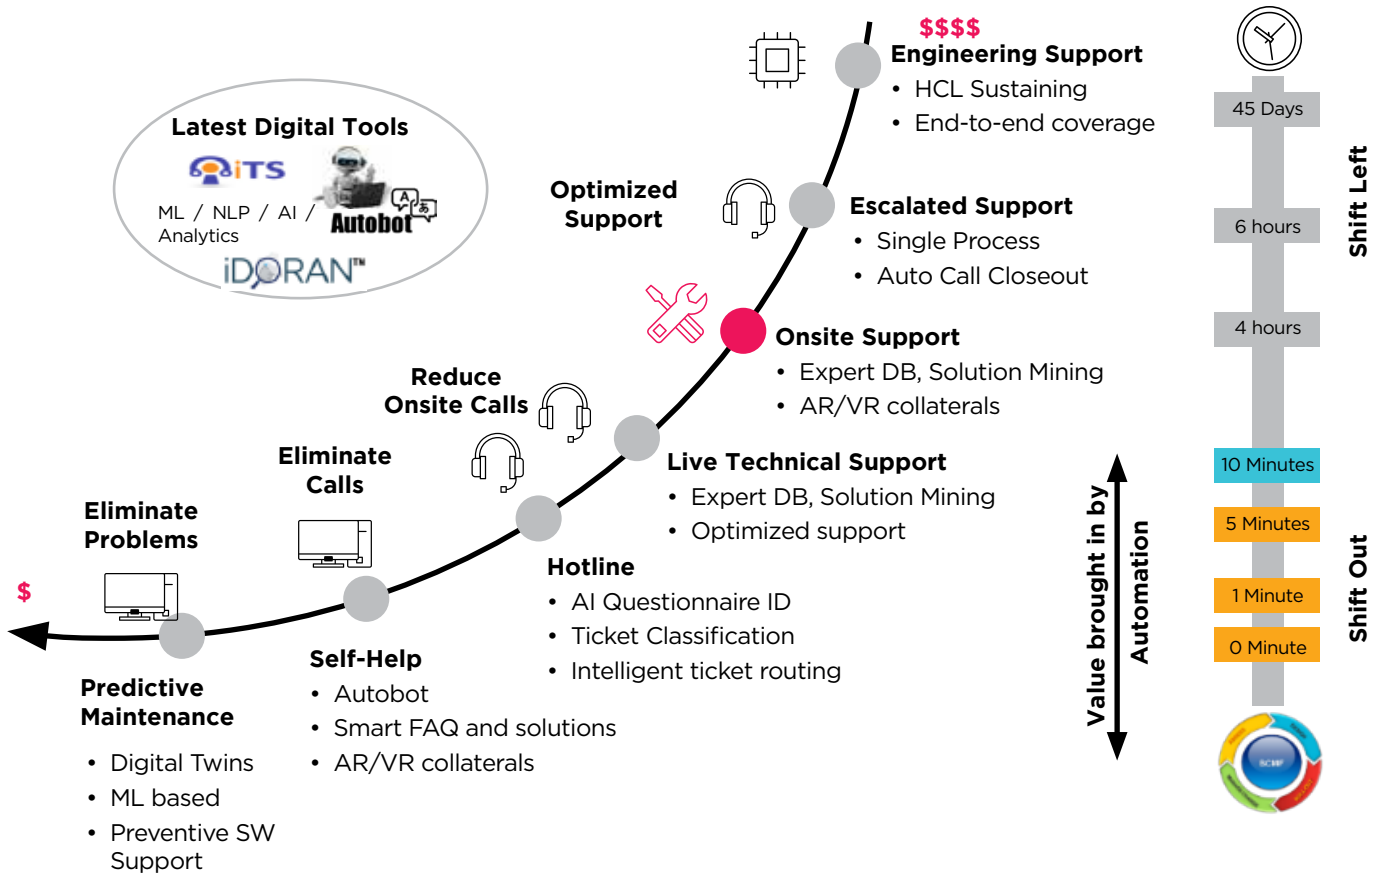 $$$$
Engineering Support
• HCL Sustaining
• End-to-end coverage
Latest Digital Tools
iTS
ML / NLP / AI /
Analytics
Autobot
A
あ
iDORAN™
Optimized
Support
Escalated Support
• Single Process
• Auto Call Closeout
Onsite Support
• Expert DB, Solution Mining
• AR/VR collaterals
Reduce
Onsite Calls
Live Technical Support
• Expert DB, Solution Mining
• Optimized support
Eliminate
Calls
Hotline
• AI Questionnaire ID
• Ticket Classification
• Intelligent ticket routing
Eliminate
Problems
$
Self-Help
• Autobot
• Smart FAQ and solutions
• AR/VR collaterals
Predictive
Maintenance
• Digital Twins
• ML based
• Preventive SW
Support
Value brought in by
Automation
45 Days
6 hours
4 hours
10 Minutes
5 Minutes
1 Minute
0 Minute
Shift Left
Shift Out